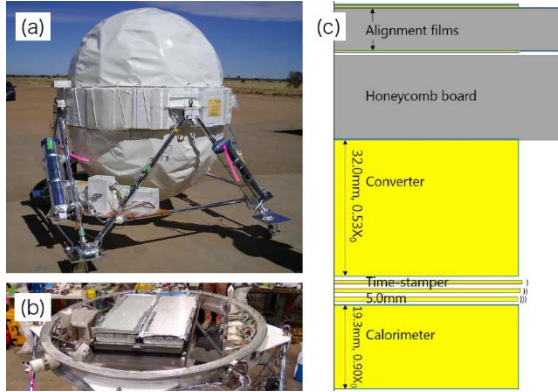 (a)
(b)
(c)
Alignment films
Honeycomb board
32.0mm, 0.53X₀
Converter
Time-stamper
5.0mm
19.3mm, 0.90X₀
Calorimeter